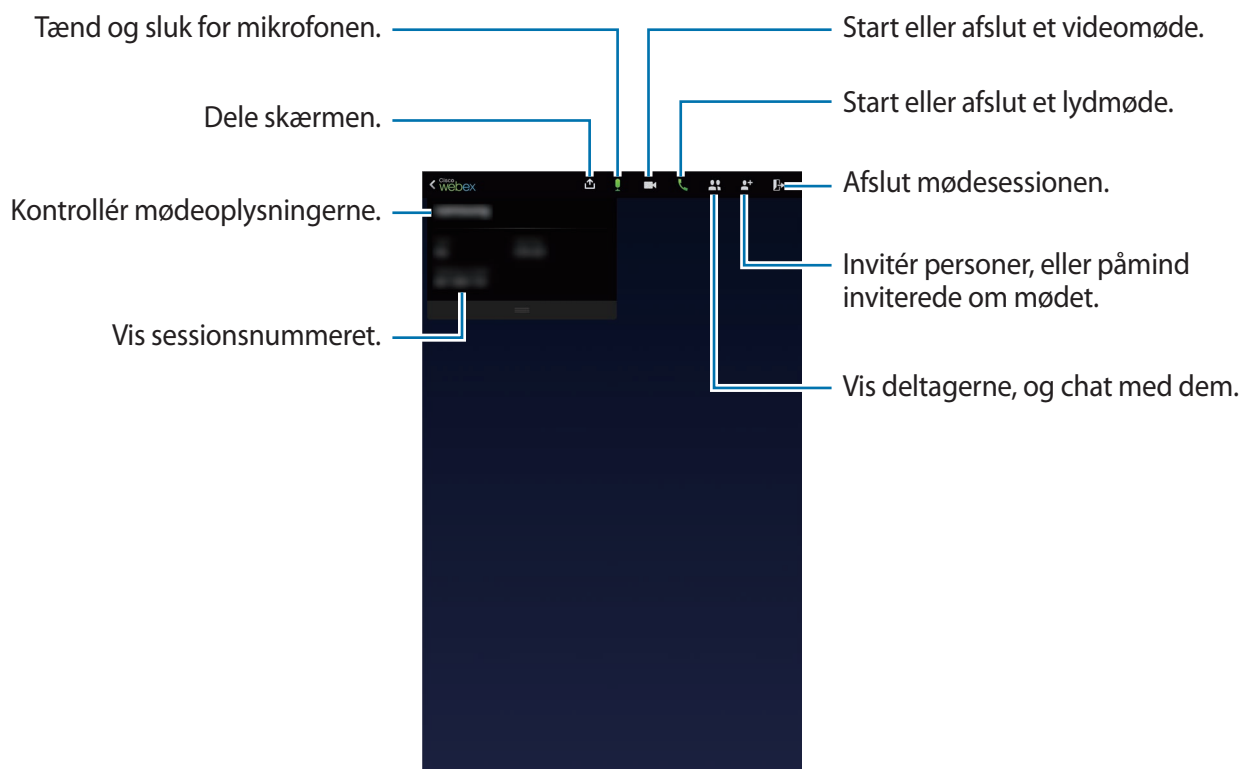 Tænd og sluk for mikrofonen.
Start eller afslut et videomøde.
Dele skærmen.
Start eller afslut et lydmøde.
Cisco
webex
Afslut mødesessionen.
Kontrollér mødeoplysningerne.
Invitér personer, eller påmind
inviterede om mødet.
Vis sessionsnummeret.
Vis deltagerne, og chat med dem.